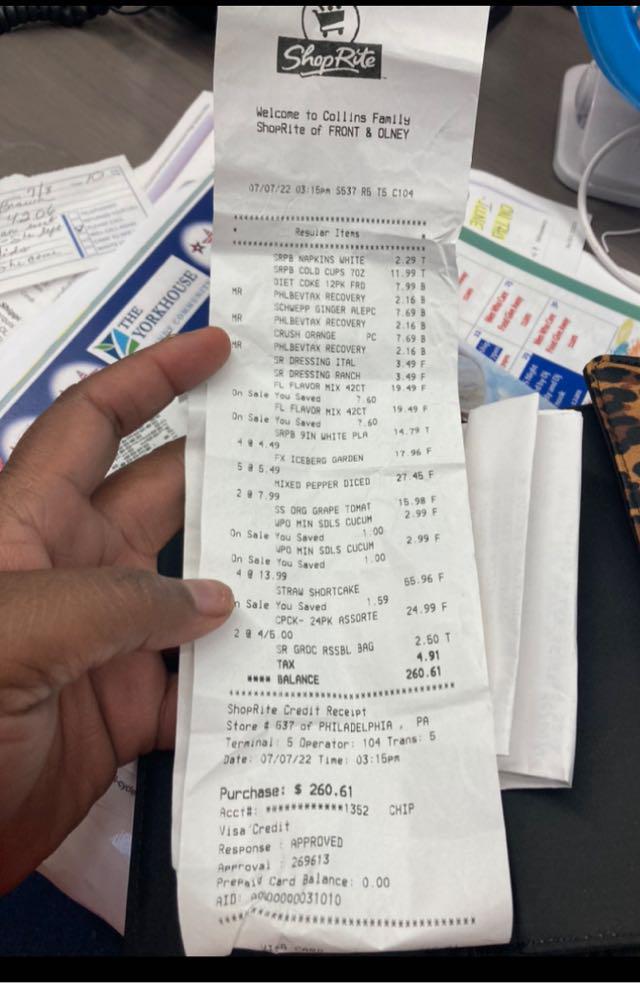 ShopRite
Welcome to Collins Family
ShopRite of FRONT & OLNEY
07/07/22 03:15pm S637 R5 T5 C104
Regular Items
SRPB NAPKINS WHITE 2.29 T
SRPB COLD CUPS 7OZ 11.99 T
DIET COKE 12PK FRD 7.99 B
MR PHLBEVTAX RECOVERY 2.16 B
SCHWEPP GINGER ALEPC 7.69 B
MR PHLBEVTAX RECOVERY 2.16 B
CRUSH ORANGE PC 7.69 B
MR PHLBEVTAX RECOVERY 2.16 B
SR DRESSING ITAL 3.49 F
SR DRESSING RANCH 3.49 F
FL FLAVOR MIX 42CT 19.49 F
On Sale You Saved 7.60
FL FLAVOR MIX 42CT 19.49 F
On Sale You Saved 7.60
SRPB 9IN WHITE PLA 14.79 T
4 @ 4.49
FX ICEBERG GARDEN 17.96 F
5 @ 5.49
MIXED PEPPER DICED 27.45 F
2 @ 7.99
SS ORG GRAPE TOMAT 15.98 F
WPO MIN SDLS CUCUM 2.99 F
On Sale You Saved 1.00
WPO MIN SDLS CUCUM 2.99 F
On Sale You Saved 1.00
4 @ 13.99
STRAW SHORTCAKE 55.96 F
n Sale You Saved 1.59
CPCK- 24PK ASSORTE 24.99 F
2 @ 4/5.00
SR GROC RSSBL BAG 2.50 T
TAX 4.91
**** BALANCE 260.61
ShopRite Credit Receipt
Store # 637 of PHILADELPHIA , PA
Terminal: 5 Operator: 104 Trans: 5
Date: 07/07/22 Time: 03:15pm
Purchase: $ 260.61
Acct#: ************1352 CHIP
Visa Credit
Response : APPROVED
Approval : 269613
Prepaid Card Balance: 0.00
AID: A0000000031010
THE
YORKHOUSE
7/8